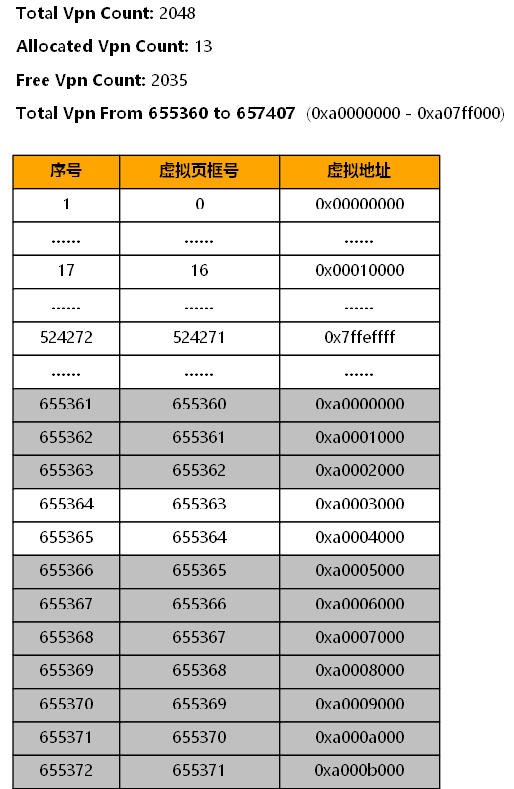 Total Vpn Count: 2048
Allocated Vpn Count: 13
Free Vpn Count: 2035
Total Vpn From 655360 to 657407 (0xa0000000 - 0xa07ff000)
序号 虚拟页框号 虚拟地址
1 0 0x00000000
...... ...... ......
17 16 0x00010000
...... ...... ......
524272 524271 0x7ffeffff
...... ...... ......
655361 655360 0xa0000000
655362 655361 0xa0001000
655363 655362 0xa0002000
655364 655363 0xa0003000
655365 655364 0xa0004000
655366 655365 0xa0005000
655367 655366 0xa0006000
655368 655367 0xa0007000
655369 655368 0xa0008000
655370 655369 0xa0009000
655371 655370 0xa000a000
655372 655371 0xa000b000